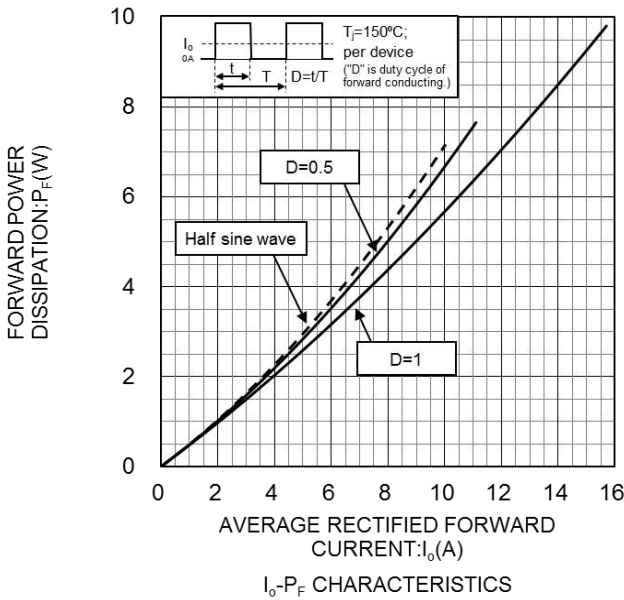 10
8
6
4
2
0
FORWARD POWER
DISSIPATION:PF(W)
Io
0A
t
T
D=t/T
Tj=150ºC;
per device
("D" is duty cycle of
forward conducting.)
D=0.5
Half sine wave
D=1
0 2 4 6 8 10 12 14 16
AVERAGE RECTIFIED FORWARD
CURRENT:Io(A)
Io-PF CHARACTERISTICS